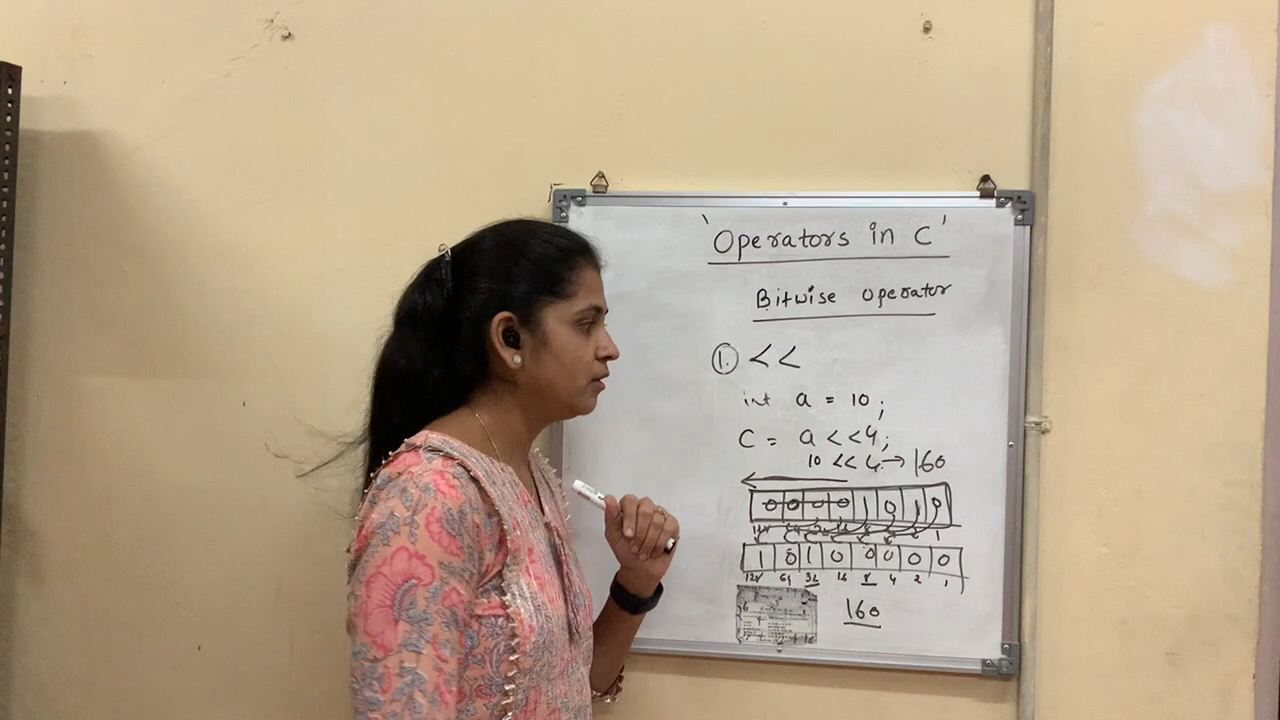 'Operators in C'
Bitwise operator
1. <<
int a = 10;
C = a << 4;
10 << 4 → 160
0 0 0 0 1 0 1 0
1 0 1 0 0 0 0 0
128 64 32 16 8 4 2 1
160